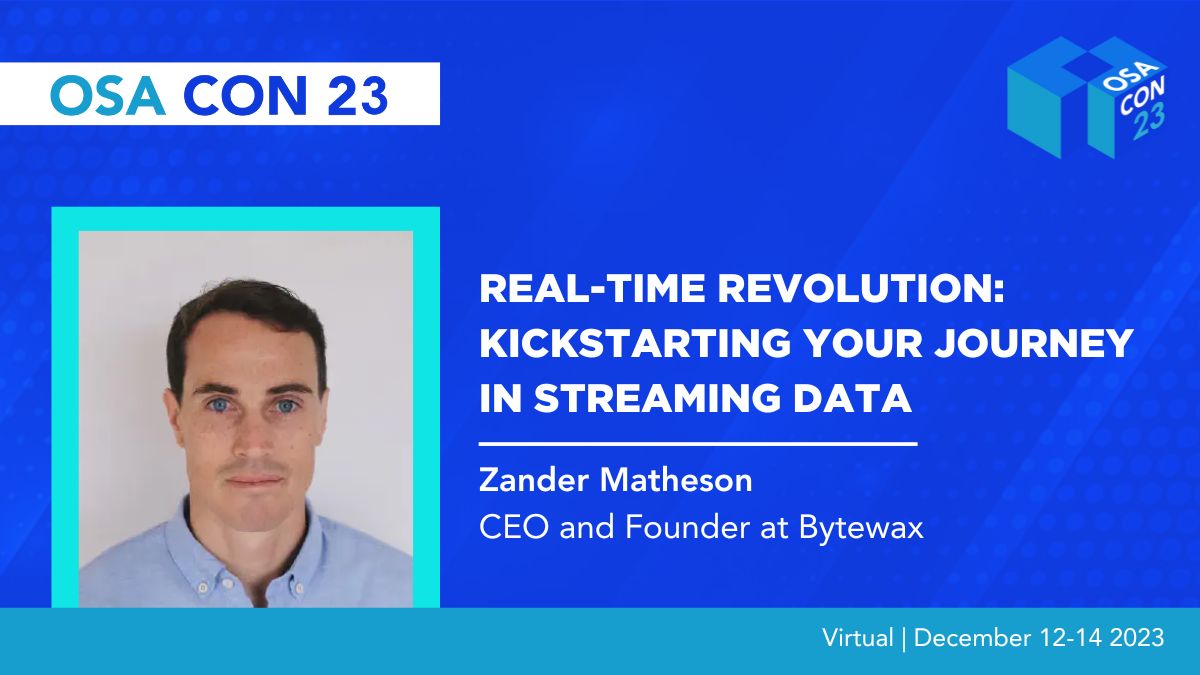 OSA CON 23
OSA
CON
23
REAL-TIME REVOLUTION:
KICKSTARTING YOUR JOURNEY
IN STREAMING DATA
Zander Matheson
CEO and Founder at Bytewax
Virtual | December 12-14 2023